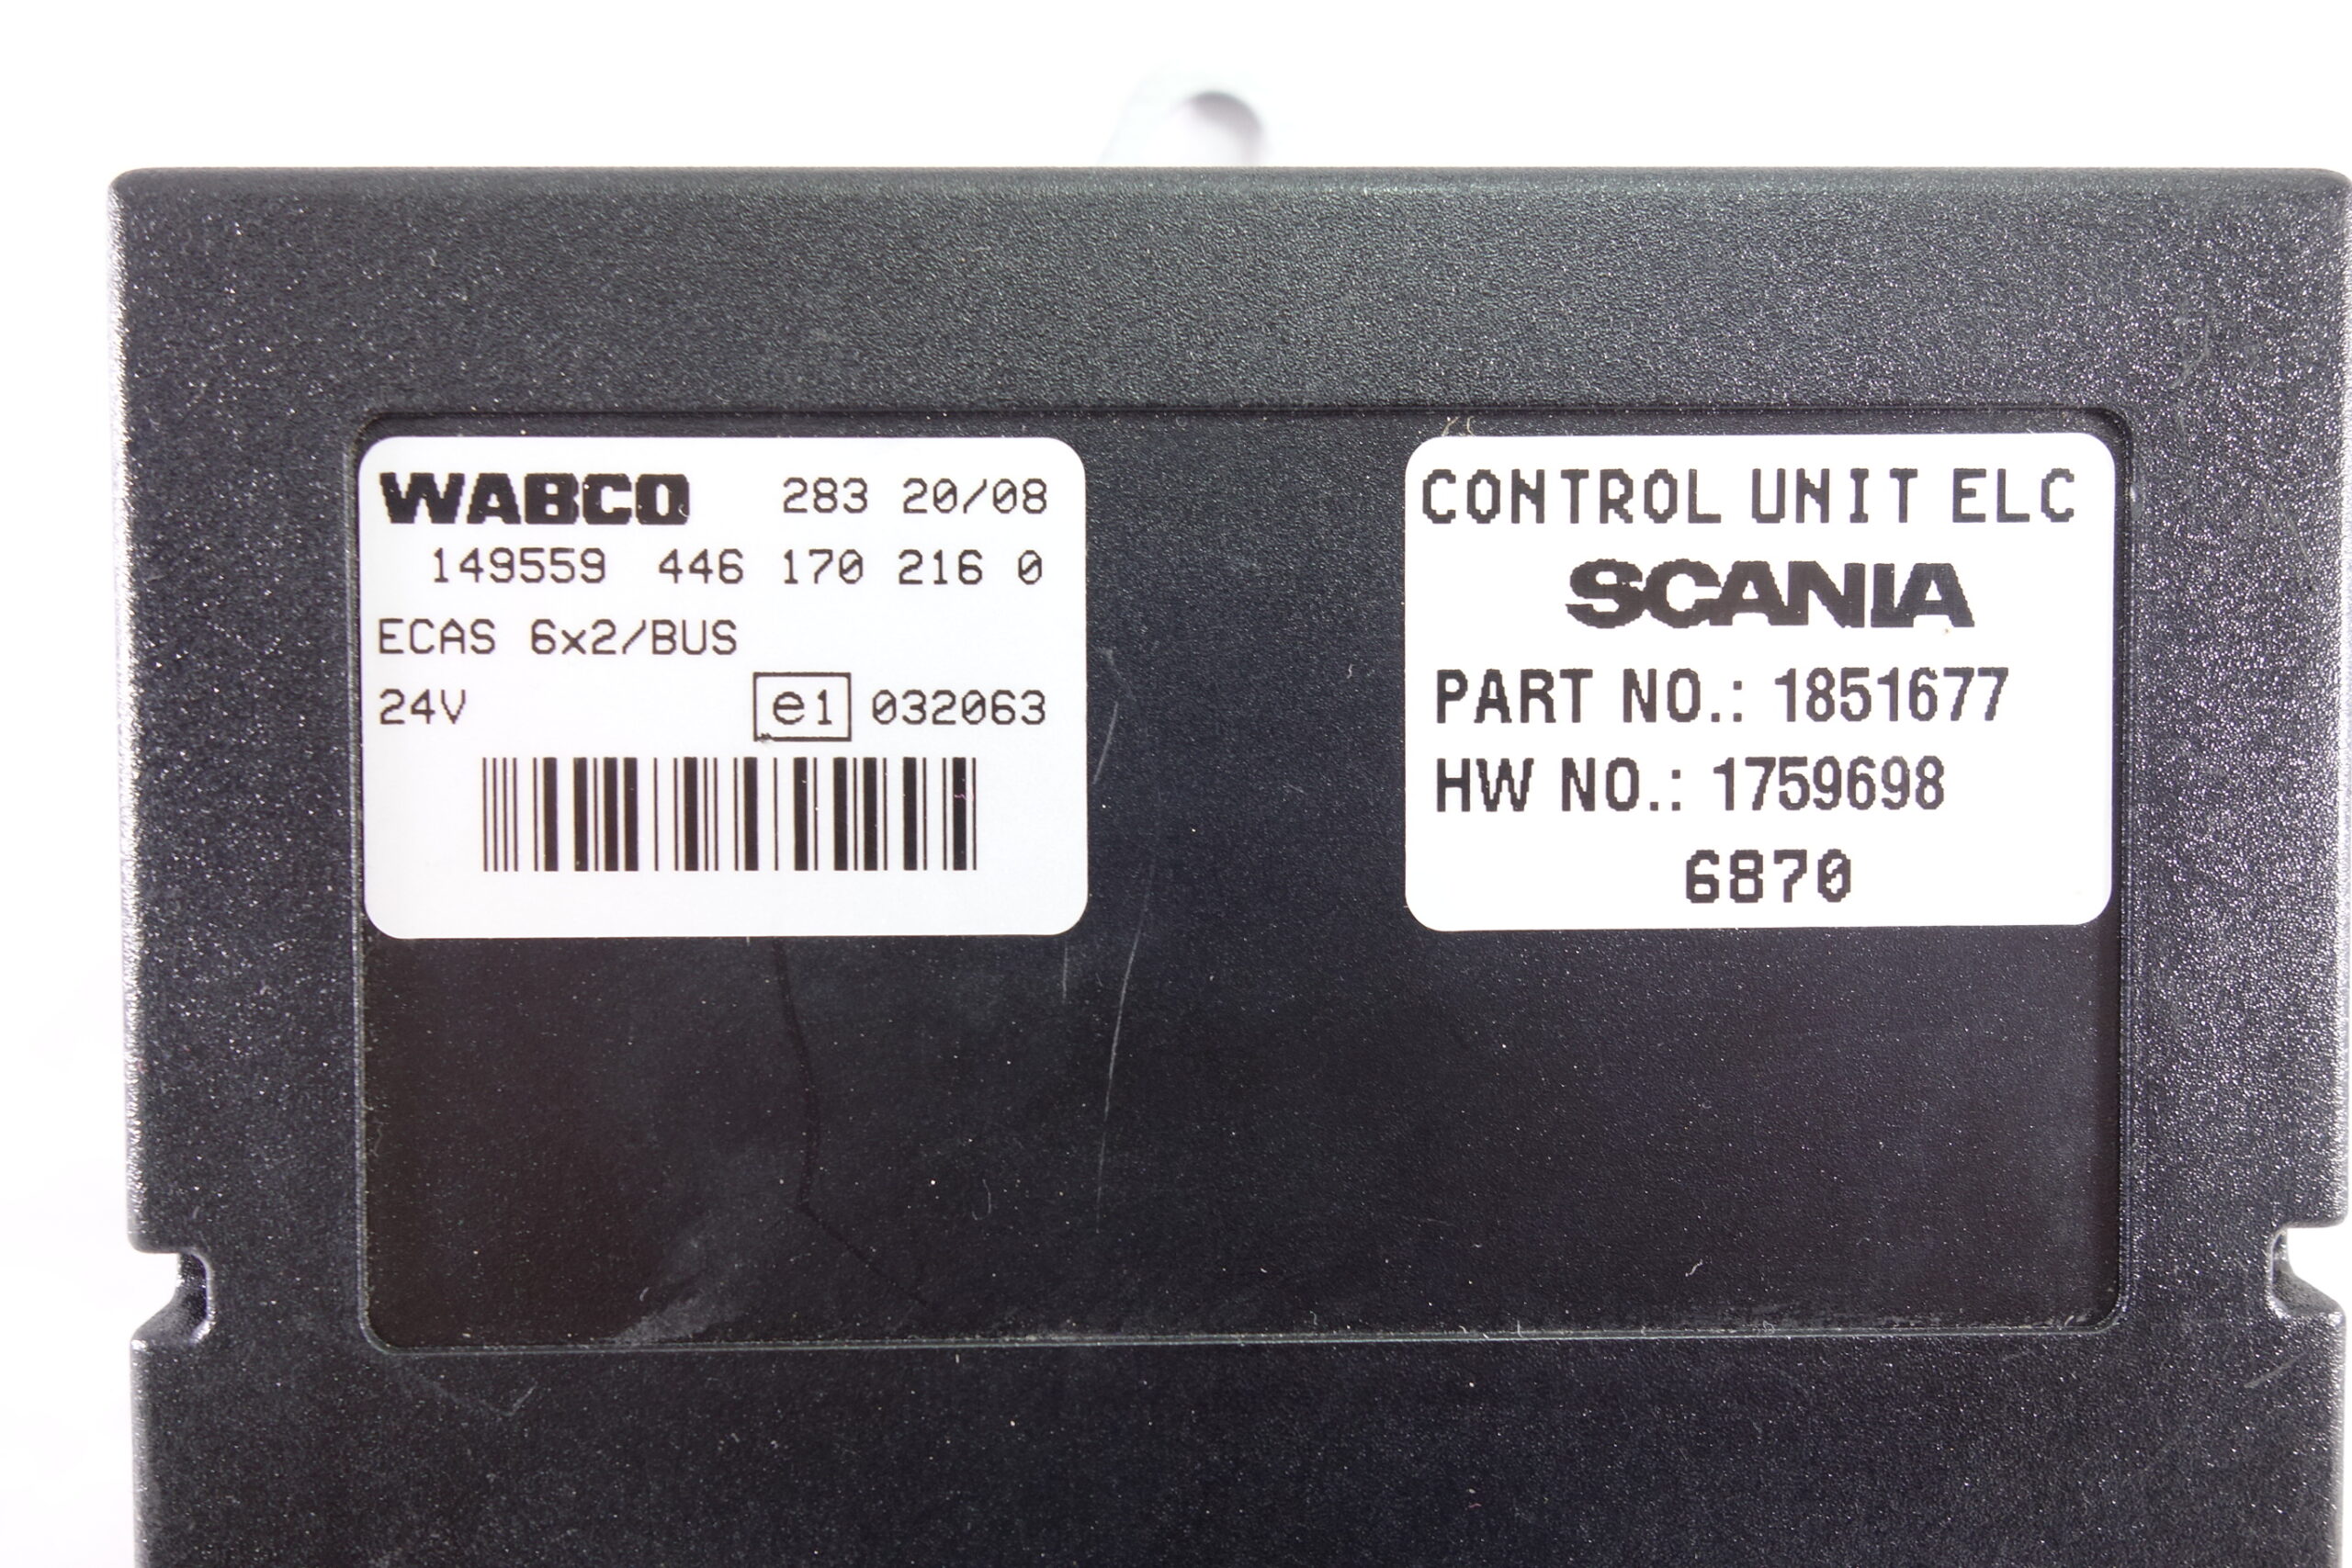 WABCO 283 20/08
149559 446 170 216 0
ECAS 6x2/BUS
24V e1 032063
CONTROL UNIT ELC
SCANIA
PART NO.: 1851677
HW NO.: 1759698
6870